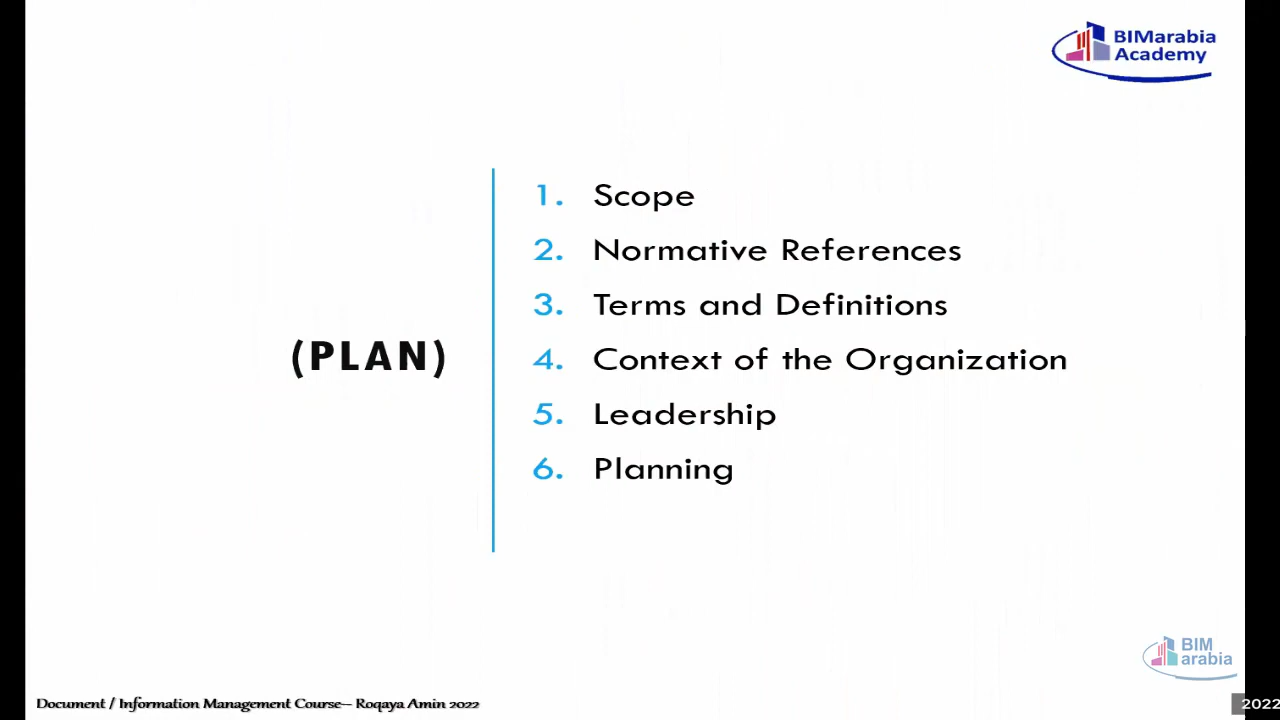 BIMarabia
Academy
(PLAN)
1. Scope
2. Normative References
3. Terms and Definitions
4. Context of the Organization
5. Leadership
6. Planning
BIM
arabia
Document / Information Management Course– Roqaya Amin 2022
2022